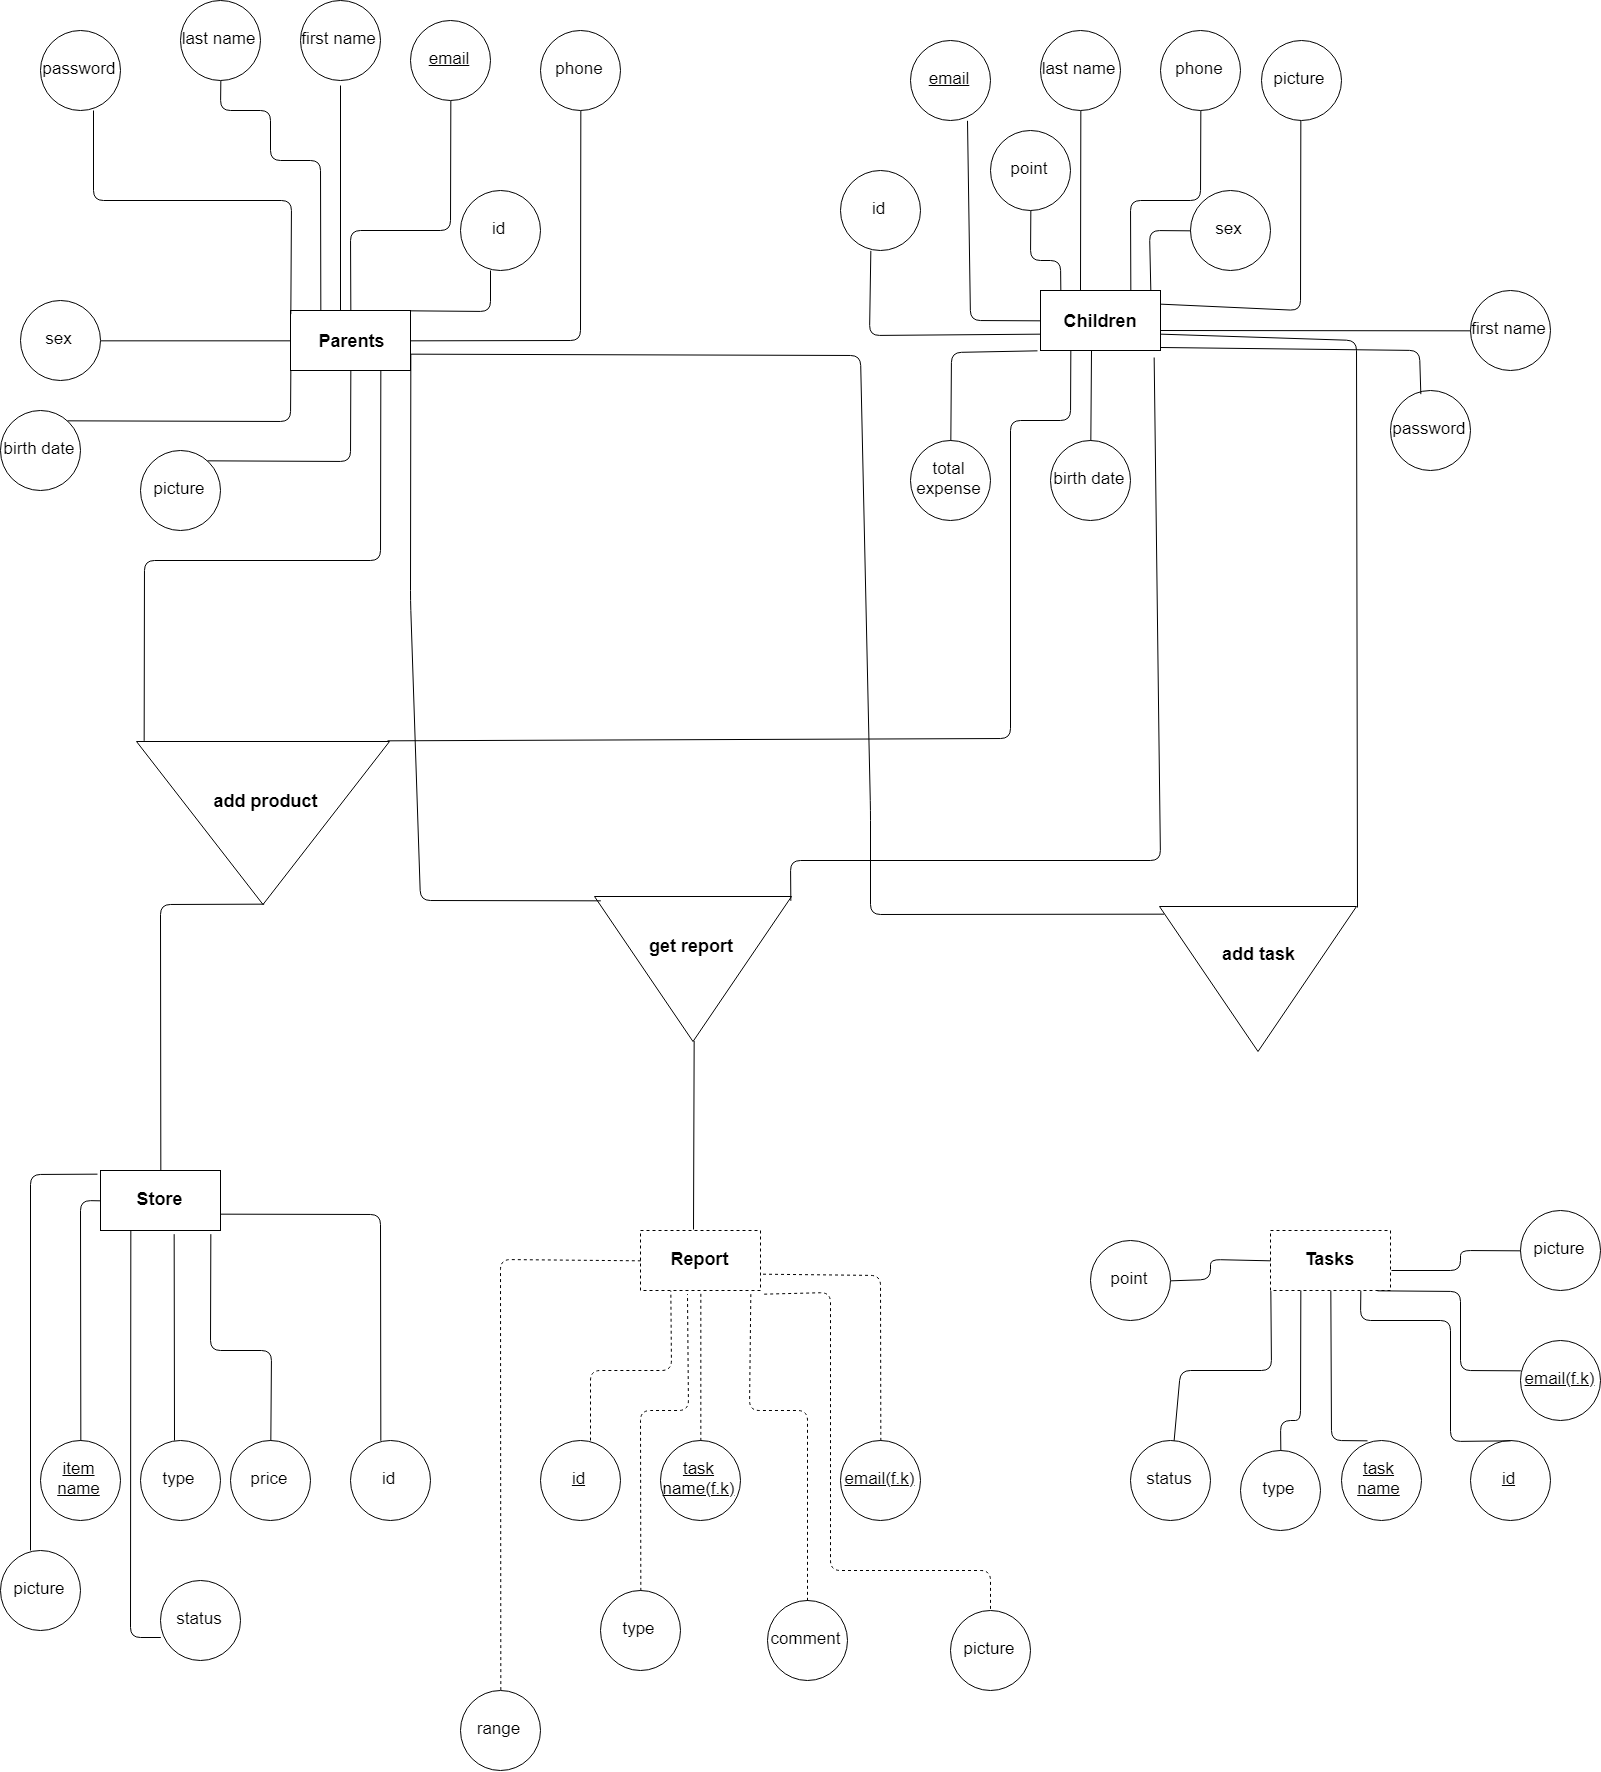 last name
first name
email
password
phone
email
last name
phone
picture
point
id
id
sex
sex
Parents
Children
first name
birth date
picture
total
expense
birth date
password
add product
get report
add task
Store
Report
Tasks
point
picture
email(f.k)
item
name
type
price
id
id
task
name(f.k)
email(f.k)
status
type
task
name
id
picture
status
type
comment
picture
range